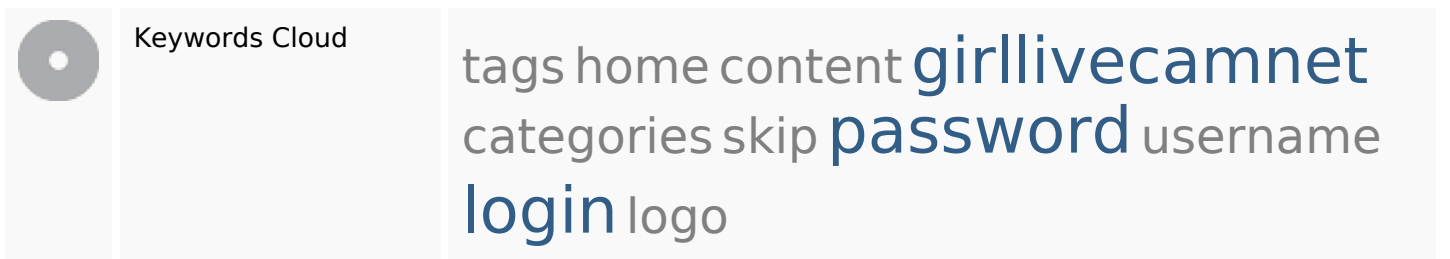 Keywords Cloud
tags home content girllivecamnet
categories skip password username
login logo